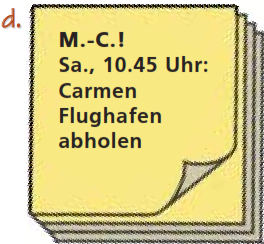 d.
M.-C.!
Sa., 10.45 Uhr:
Carmen
Flughafen
abholen